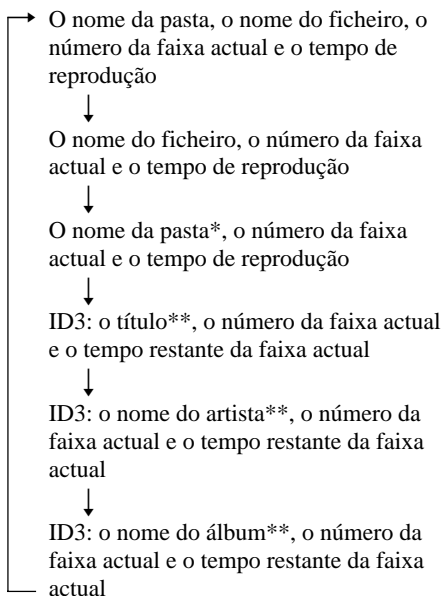 O nome da pasta, o nome do ficheiro, o
número da faixa actual e o tempo de
reprodução
O nome do ficheiro, o número da faixa
actual e o tempo de reprodução
O nome da pasta*, o número da faixa
actual e o tempo de reprodução
ID3: o título**, o número da faixa actual
e o tempo restante da faixa actual
ID3: o nome do artista**, o número da
faixa actual e o tempo restante da faixa
actual
ID3: o nome do álbum**, o número da
faixa actual e o tempo restante da faixa
actual